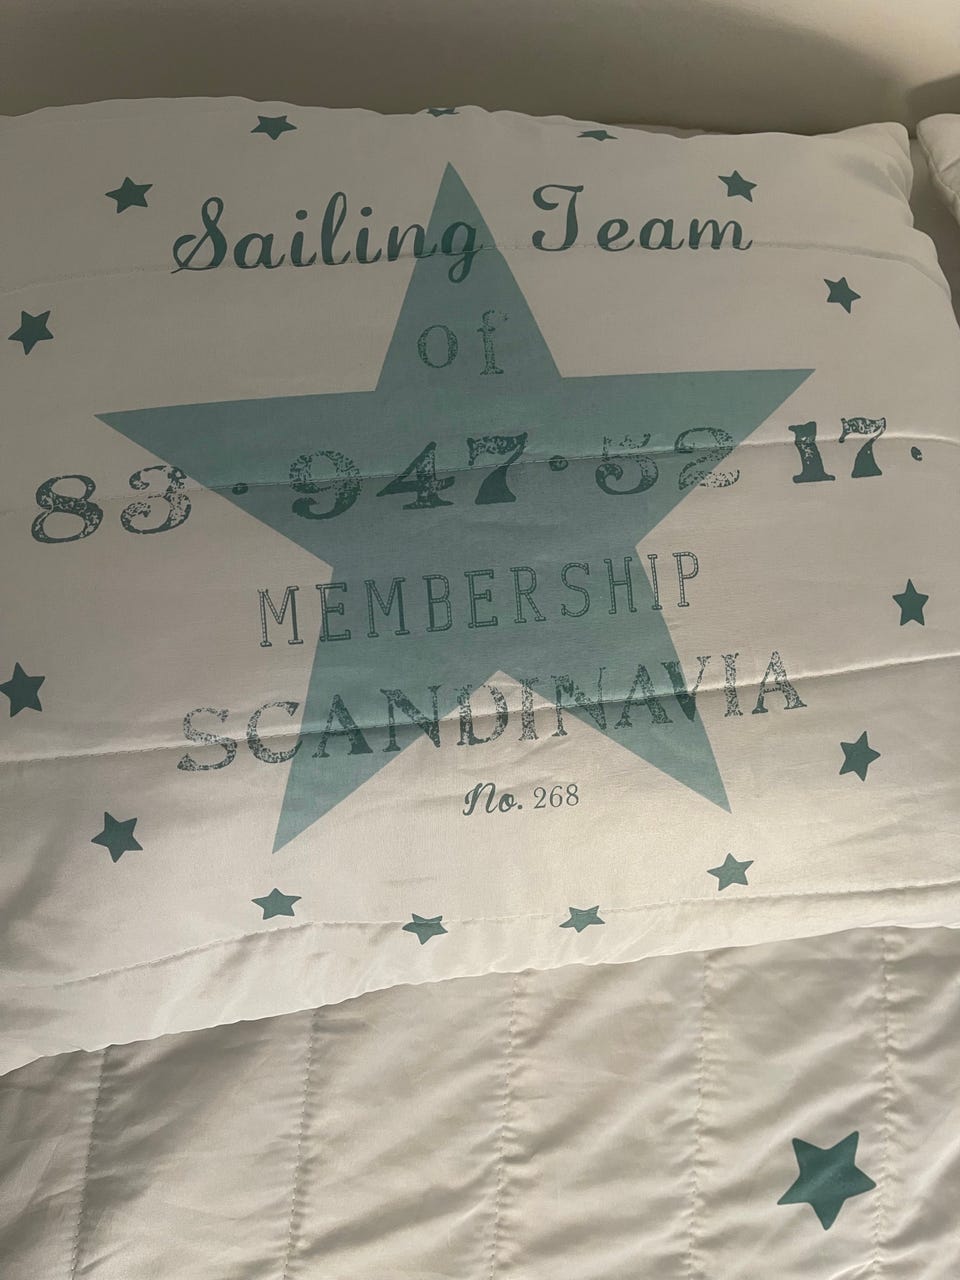 Sailing Team
of
83·947·52 17.
MEMBERSHIP
SCANDINAVIA
No. 268